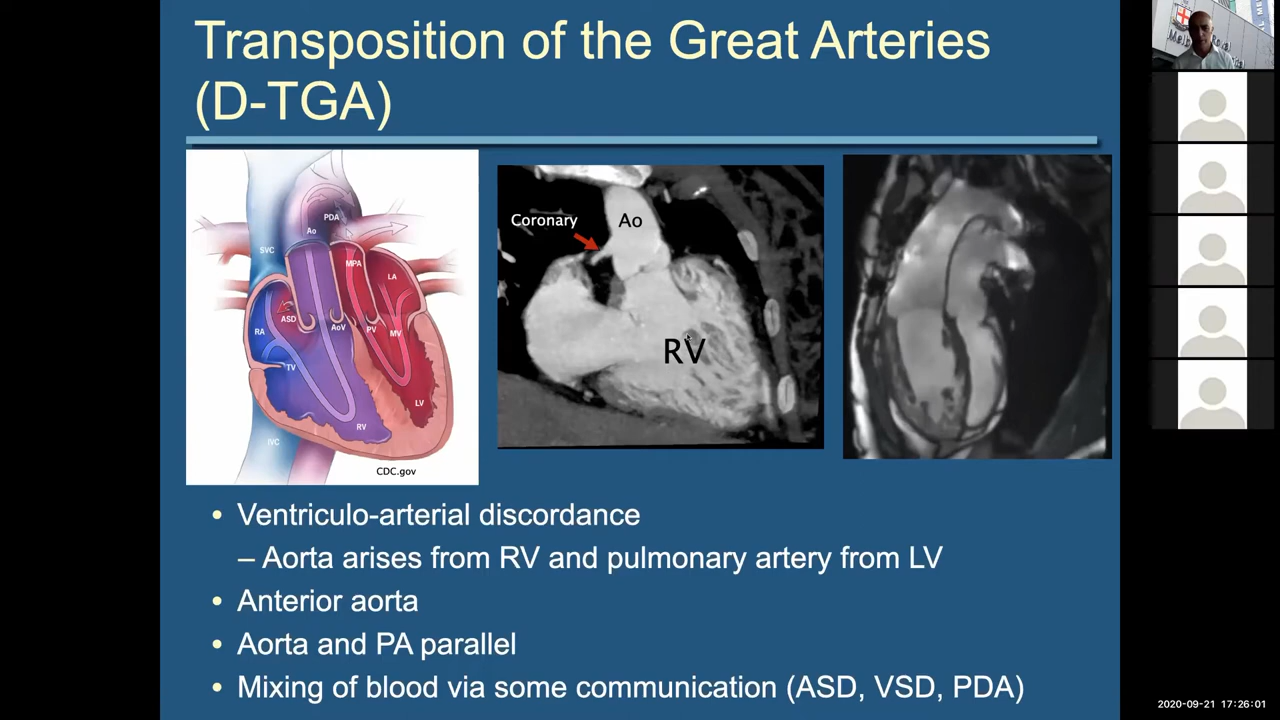 Transposition of the Great Arteries
(D-TGA)
PDA
Ao
SVC
MPA
LA
ASD
RA
AoV
PV
MV
TV
LV
RV
IVC
CDC.gov
Coronary
Ao
RV
• Ventriculo-arterial discordance
– Aorta arises from RV and pulmonary artery from LV
• Anterior aorta
• Aorta and PA parallel
• Mixing of blood via some communication (ASD, VSD, PDA)
2020-09-21 17:26:01